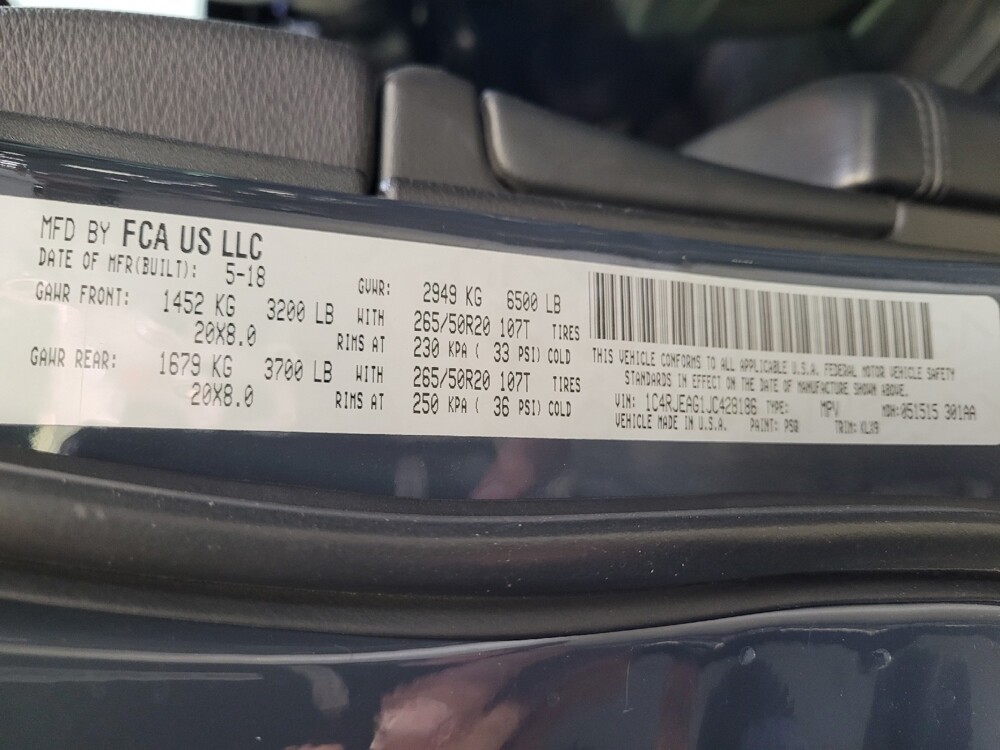 MFD BY FCA US LLC
DATE OF MFR(BUILT): 5-18 GVWR: 2949 KG 6500 LB
GAWR FRONT: 1452 KG 3200 LB WITH 265/50R20 107T TIRES
20X8.0 RIMS AT 230 KPA ( 33 PSI) COLD
GAWR REAR: 1679 KG 3700 LB WITH 265/50R20 107T TIRES
20X8.0 RIMS AT 250 KPA ( 36 PSI) COLD
THIS VEHICLE CONFORMS TO ALL APPLICABLE U.S.A. FEDERAL MOTOR VEHICLE SAFETY
STANDARDS IN EFFECT ON THE DATE OF MANUFACTURE SHOWN ABOVE.
VIN: 1C4RJEAG1JC428186 TYPE: MPV MDH: 051515 301AA
VEHICLE MADE IN U.S.A. PAINT: TRIM: